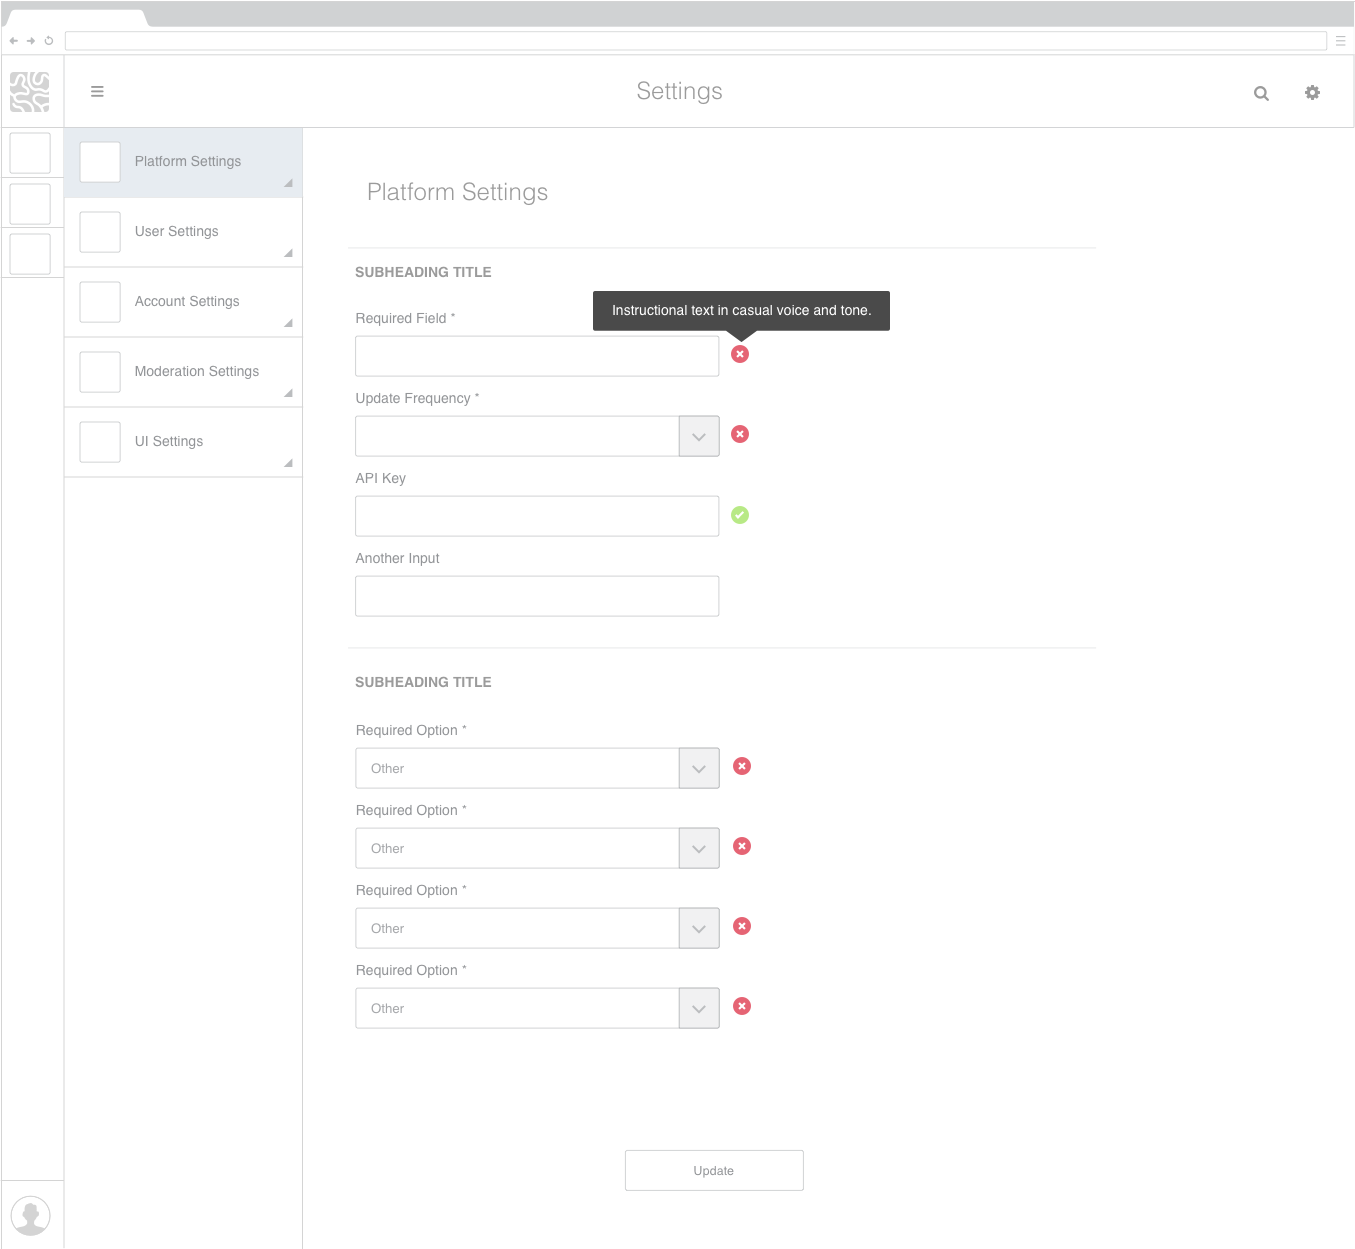 Settings
Platform Settings
User Settings
Account Settings
Moderation Settings
UI Settings
Platform Settings
SUBHEADING TITLE
Instructional text in casual voice and tone.
Required Field *
Update Frequency *
API Key
Another Input
SUBHEADING TITLE
Required Option *
Other
Required Option *
Other
Required Option *
Other
Required Option *
Other
Update